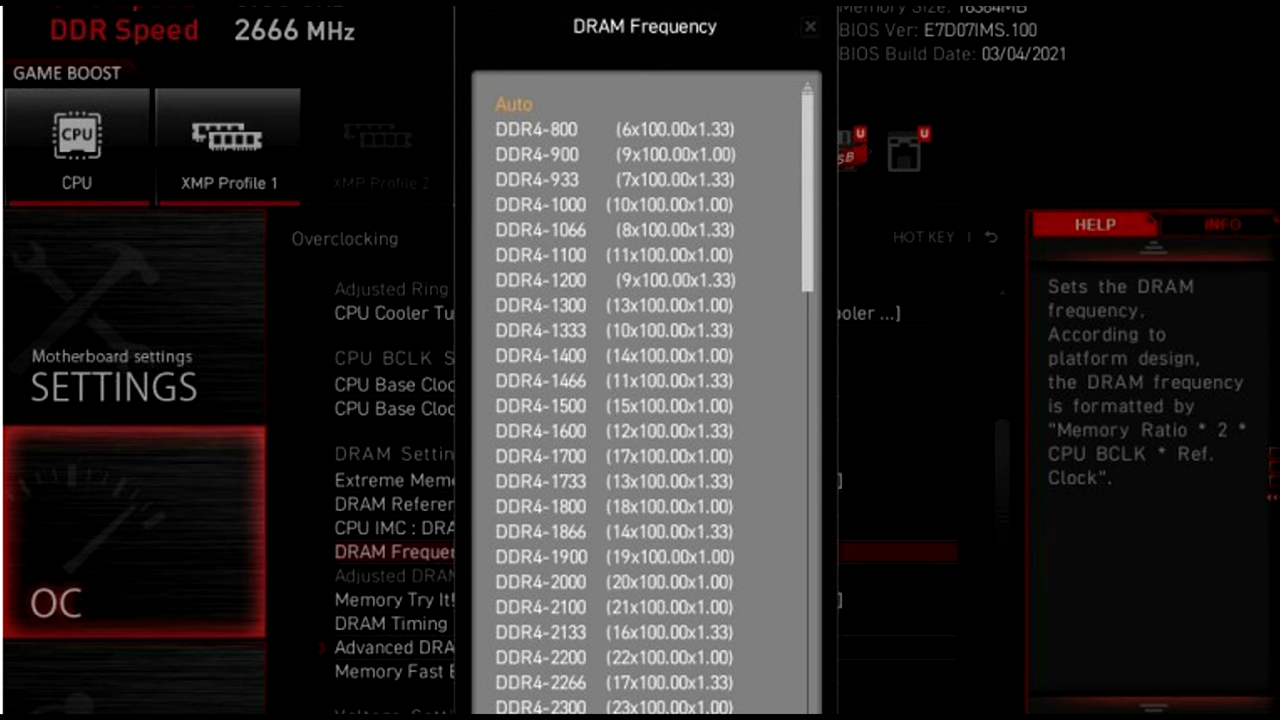 DDR Speed 2666 MHz
GAME BOOST
CPU
CPU
XMP Profile 1
XMP Profile 2
Motherboard settings
SETTINGS
OC
Overclocking
HOT KEY
Adjusted Ring
CPU Cooler Tu
ooler ...]
CPU BCLK S
CPU Base Cloc
CPU Base Cloc
DRAM Settin
Extreme Mem
]
DRAM Refere
CPU IMC : DRA
DRAM Freque
Adjusted DRA
Memory Try It!
]
DRAM Timing
Advanced DRA
Memory Fast
DRAM Frequency
Auto
DDR4-800 (6x100.00x1.33)
DDR4-900 (9x100.00x1.00)
DDR4-933 (7x100.00x1.33)
DDR4-1000 (10x100.00x1.00)
DDR4-1066 (8x100.00x1.33)
DDR4-1100 (11x100.00x1.00)
DDR4-1200 (9x100.00x1.33)
DDR4-1300 (13x100.00x1.00)
DDR4-1333 (10x100.00x1.33)
DDR4-1400 (14x100.00x1.00)
DDR4-1466 (11x100.00x1.33)
DDR4-1500 (15x100.00x1.00)
DDR4-1600 (12x100.00x1.33)
DDR4-1700 (17x100.00x1.00)
DDR4-1733 (13x100.00x1.33)
DDR4-1800 (18x100.00x1.00)
DDR4-1866 (14x100.00x1.33)
DDR4-1900 (19x100.00x1.00)
DDR4-2000 (20x100.00x1.00)
DDR4-2100 (21x100.00x1.00)
DDR4-2133 (16x100.00x1.33)
DDR4-2200 (22x100.00x1.00)
DDR4-2266 (17x100.00x1.33)
DDR4-2300 (23x100.00x1.00)
Memory Size: 16384MB
BIOS Ver: E7D07IMS.100
BIOS Build Date: 03/04/2021
U
U
SB
HELP
INFO
Sets the DRAM
frequency.
According to
platform design,
the DRAM frequency
is formatted by
"Memory Ratio * 2 *
CPU BCLK * Ref.
Clock".